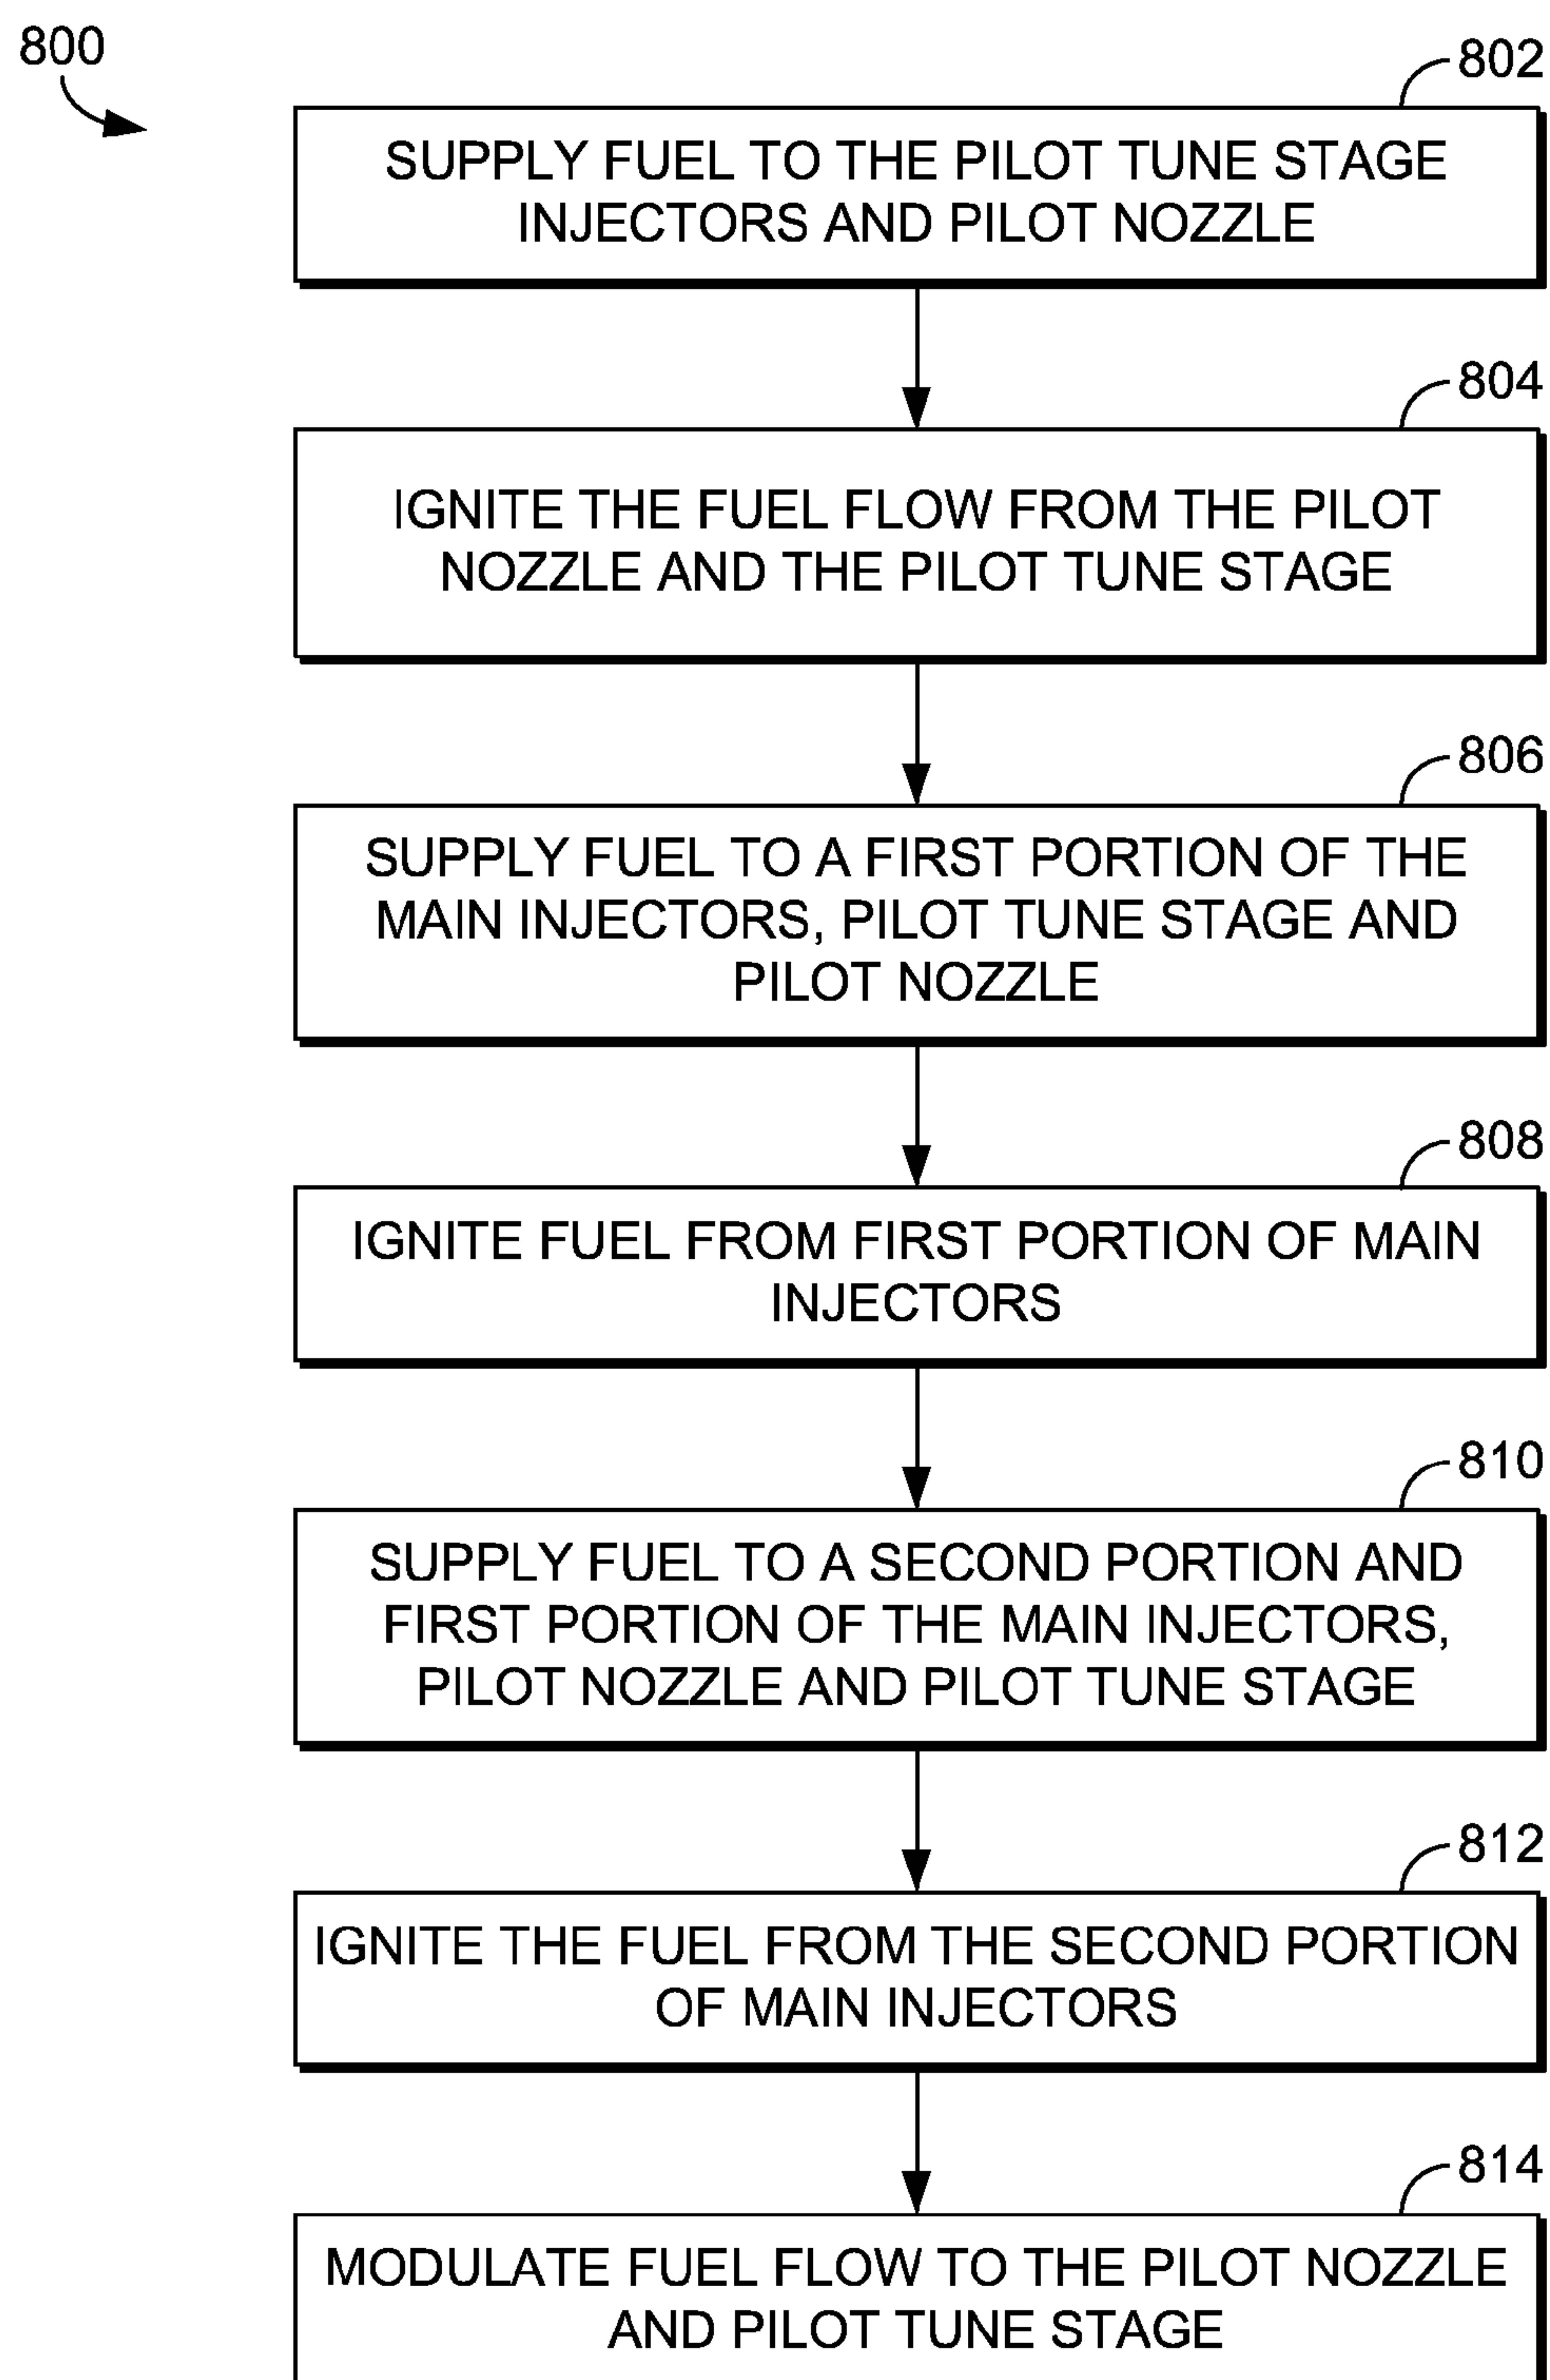 800
802
SUPPLY FUEL TO THE PILOT TUNE STAGE
INJECTORS AND PILOT NOZZLE
804
IGNITE THE FUEL FLOW FROM THE PILOT
NOZZLE AND THE PILOT TUNE STAGE
806
SUPPLY FUEL TO A FIRST PORTION OF THE
MAIN INJECTORS, PILOT TUNE STAGE AND
PILOT NOZZLE
808
IGNITE FUEL FROM FIRST PORTION OF MAIN
INJECTORS
810
SUPPLY FUEL TO A SECOND PORTION AND
FIRST PORTION OF THE MAIN INJECTORS,
PILOT NOZZLE AND PILOT TUNE STAGE
812
IGNITE THE FUEL FROM THE SECOND PORTION
OF MAIN INJECTORS
814
MODULATE FUEL FLOW TO THE PILOT NOZZLE
AND PILOT TUNE STAGE